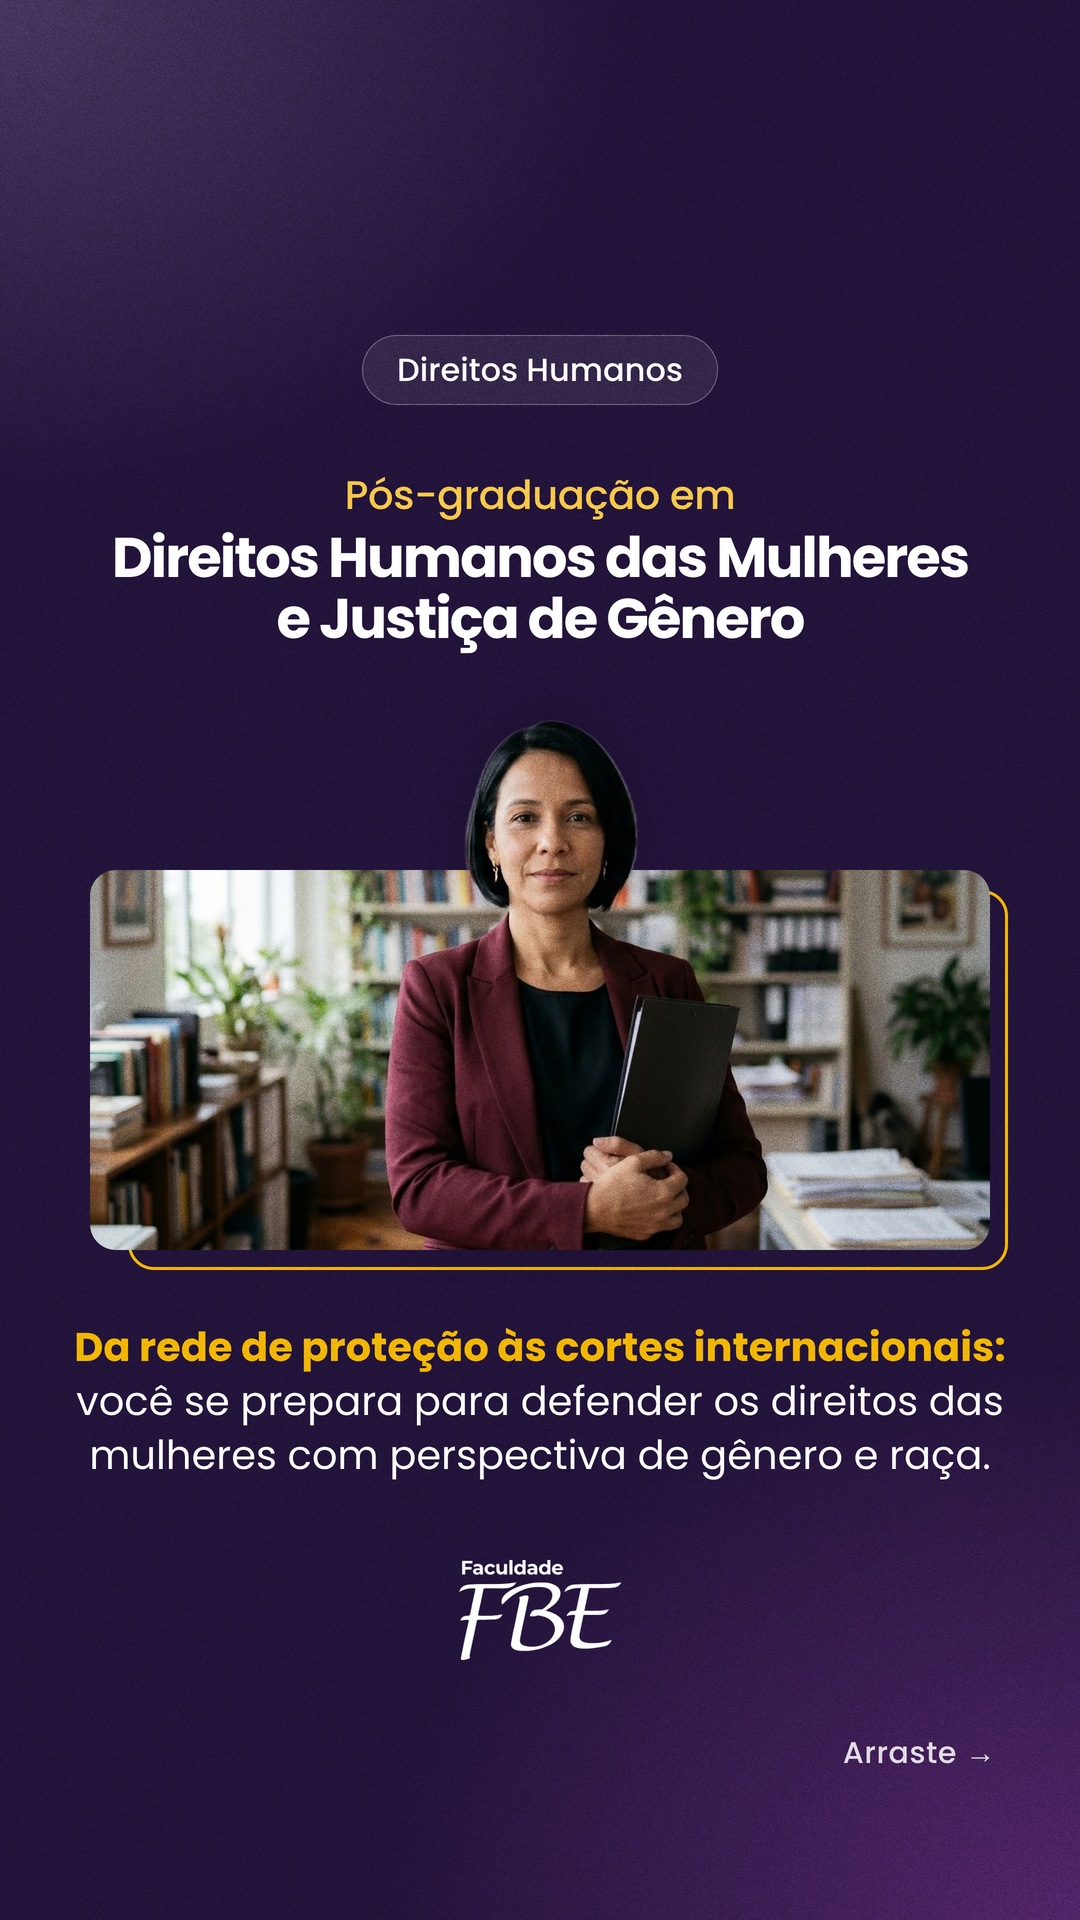 Direitos Humanos
Pós-graduação em
Direitos Humanos das Mulheres
e Justiça de Gênero
Da rede de proteção às cortes internacionais:
você se prepara para defender os direitos das
mulheres com perspectiva de gênero e raça.
Faculdade
FBE
Arraste →